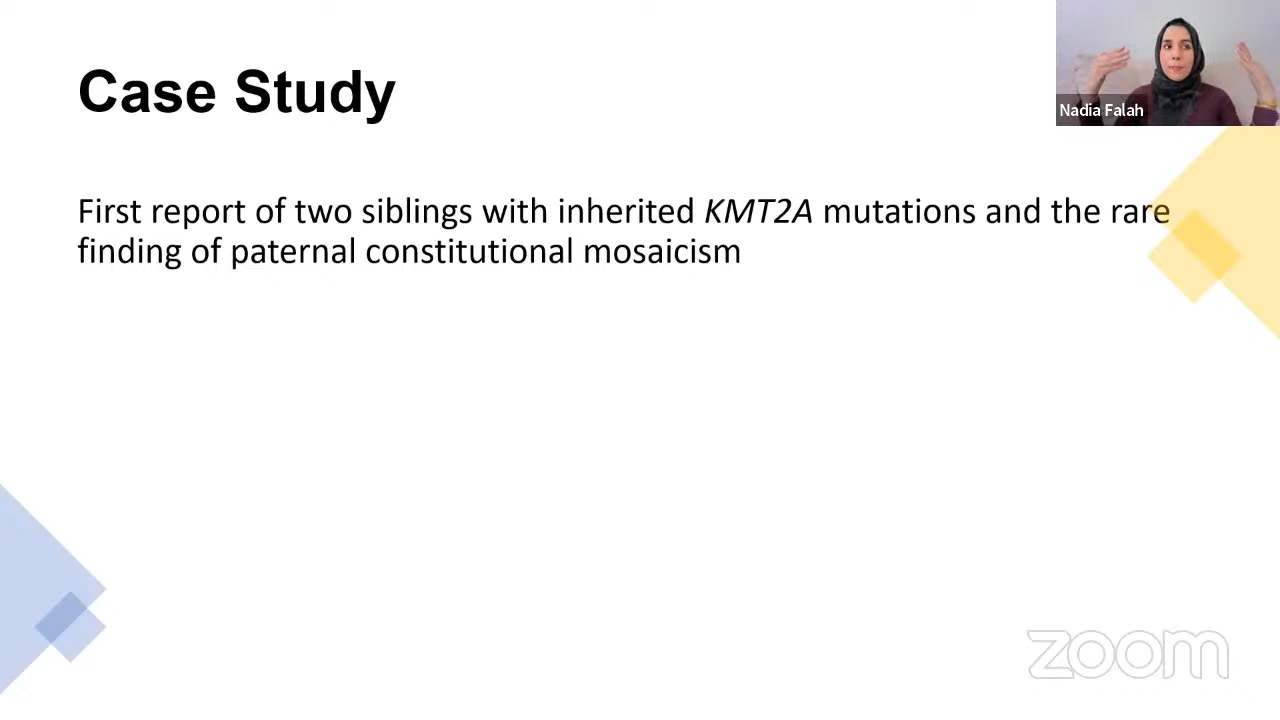 Case Study
Nadia Falah
First report of two siblings with inherited KMT2A mutations and the rare
finding of paternal constitutional mosaicism
zoom